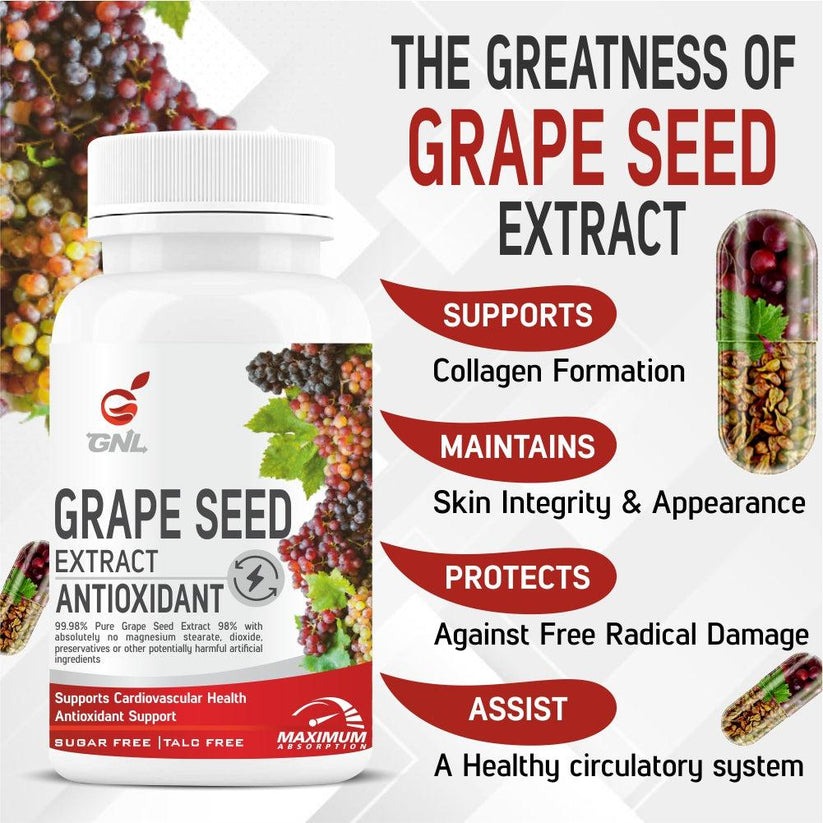 THE GREATNESS OF
GRAPE SEED
EXTRACT
SUPPORTS
Collagen Formation
MAINTAINS
Skin Integrity & Appearance
PROTECTS
Against Free Radical Damage
ASSIST
A Healthy circulatory system
GNL
GRAPE SEED
EXTRACT
ANTIOXIDANT
99.98% Pure Grape Seed Extract 98% with
absolutely no magnesium stearate, dioxide,
preservatives or other potentially harmful artificial
ingredients
Supports Cardiovascular Health
Antioxidant Support
SUGAR FREE | TALC FREE
MAXIMUM
ABSORPTION